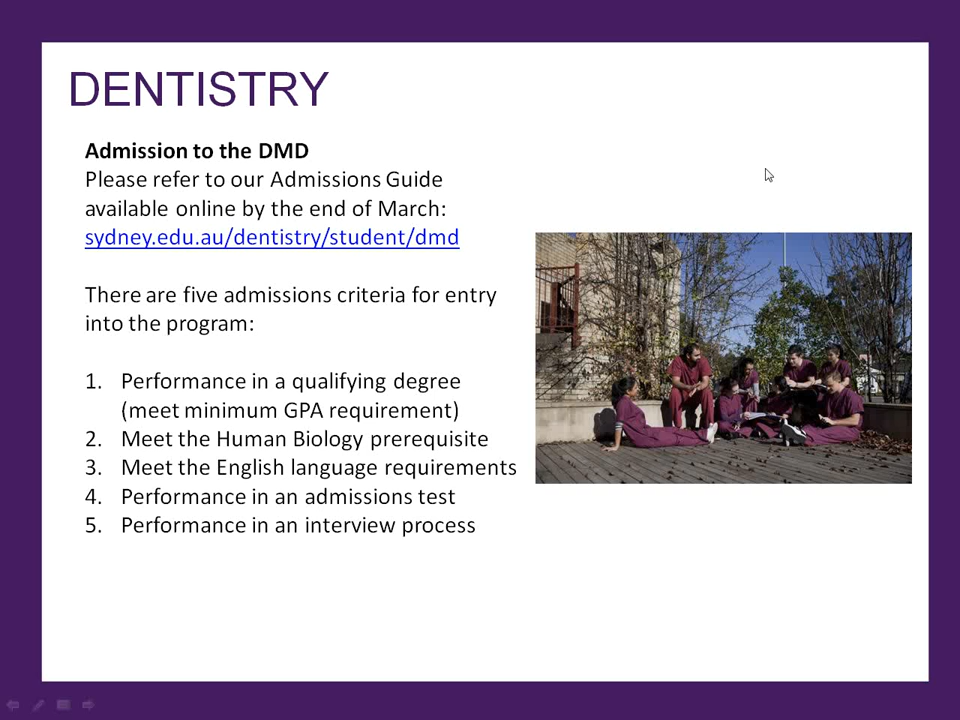 DENTISTRY
Admission to the DMD
Please refer to our Admissions Guide
available online by the end of March:
sydney.edu.au/dentistry/student/dmd
There are five admissions criteria for entry
into the program:
1. Performance in a qualifying degree
(meet minimum GPA requirement)
2. Meet the Human Biology prerequisite
3. Meet the English language requirements
4. Performance in an admissions test
5. Performance in an interview process